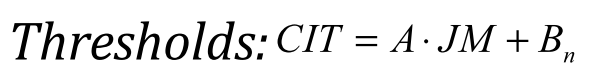 Thresholds: CIT = A · JM + Bₙ